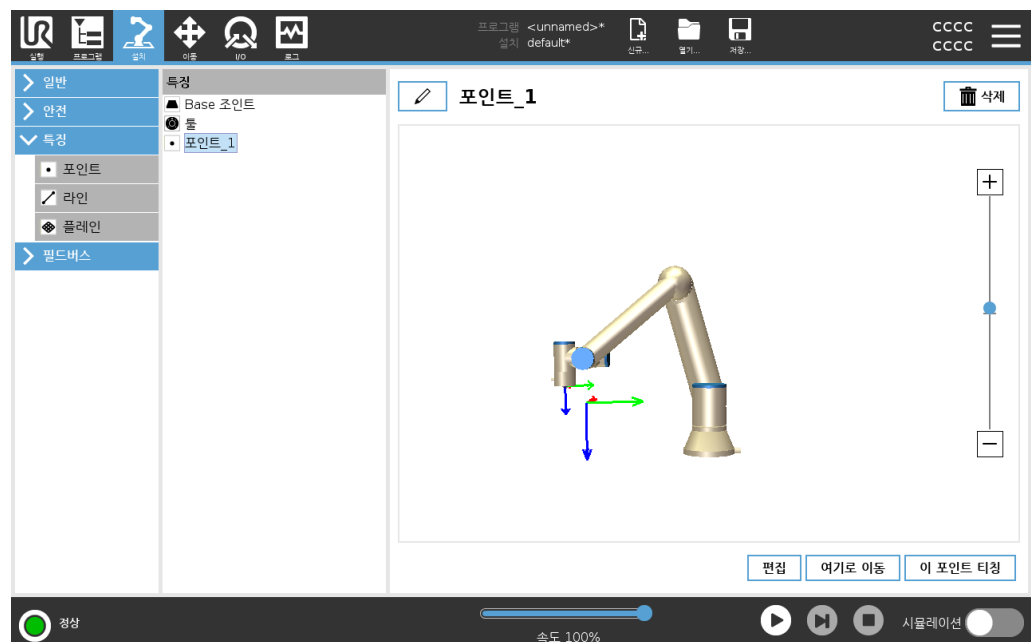 UR
실행
프로그램
설치
이동
I/O
로그
프로그램 <unnamed>*
설치 default*
신규...
열기...
저장...
CCCC
CCCC
일반
안전
특징
포인트
라인
플레인
필드버스
특징
Base 조인트
툴
포인트_1
포인트_1
삭제
편집
여기로 이동
이 포인트 티칭
정상
속도 100%
시뮬레이션